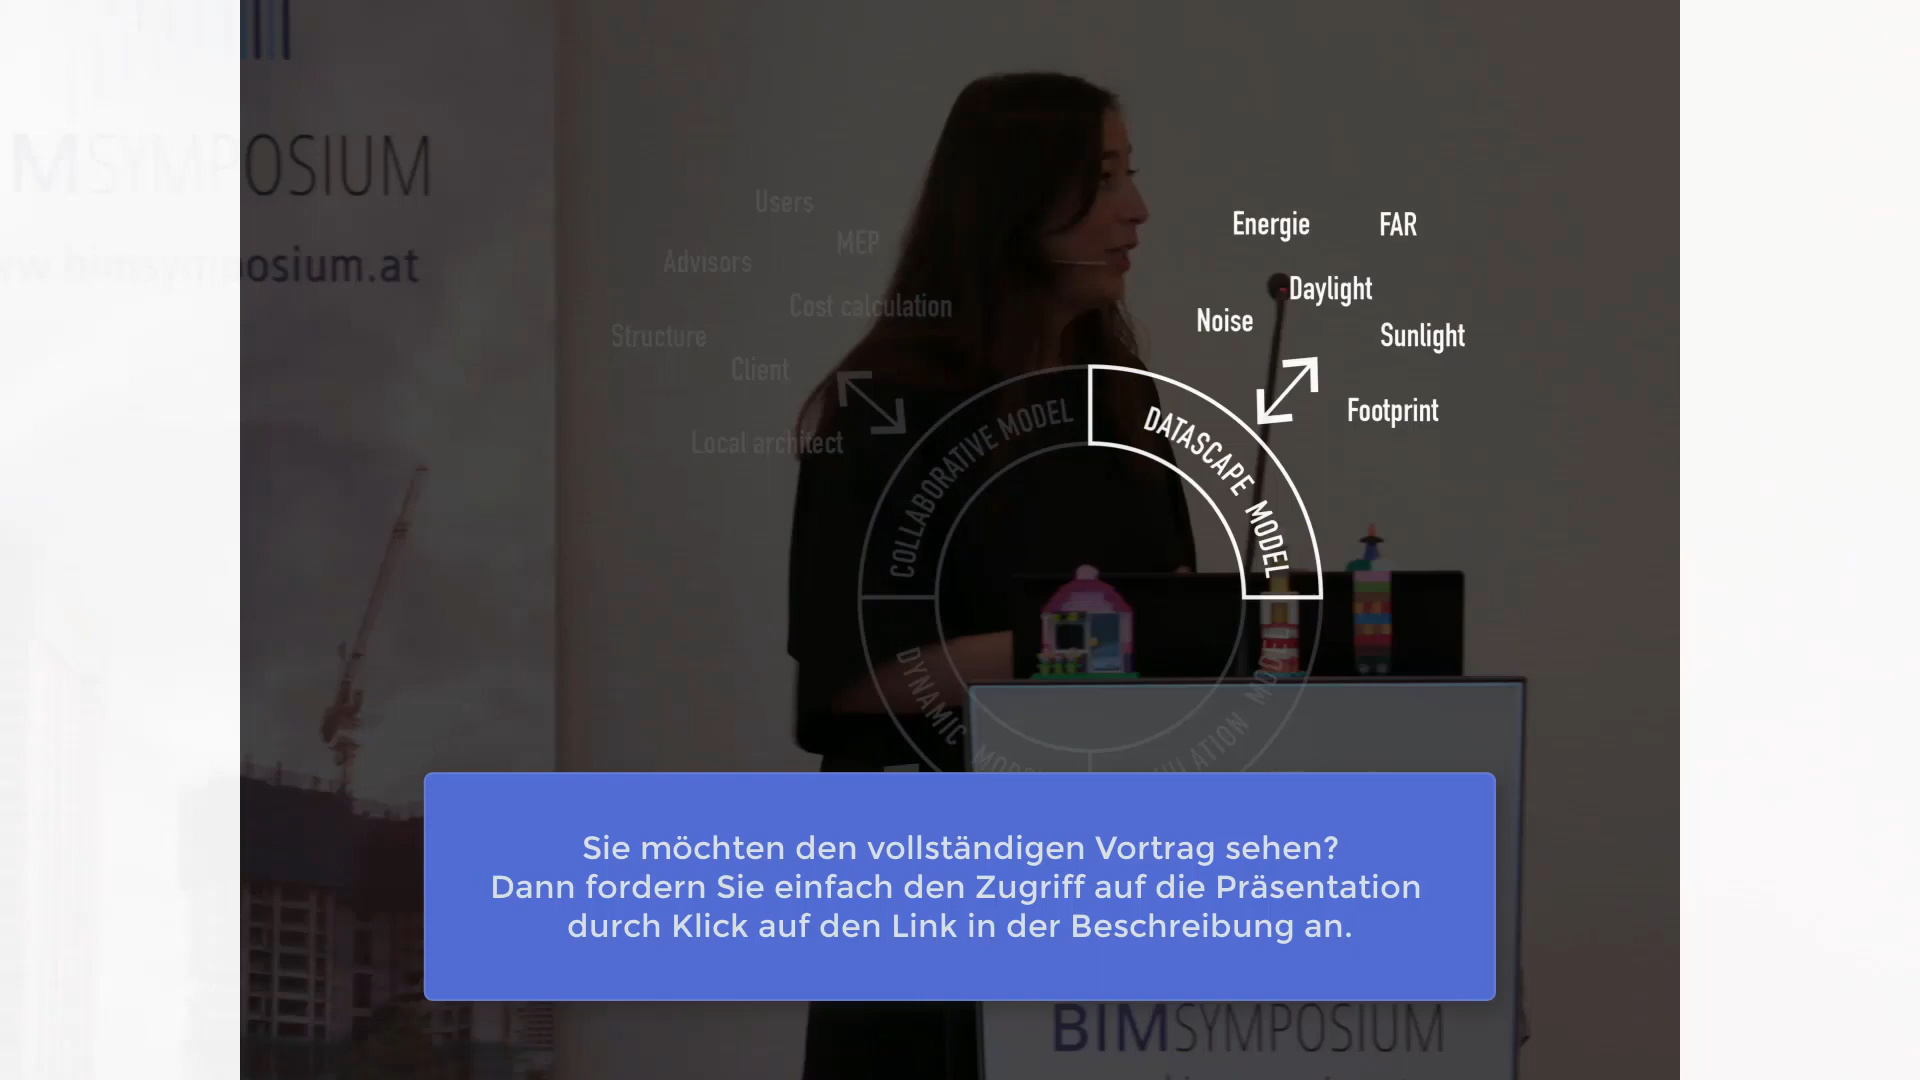 BIMSYMPOSIUM
www.bimsymposium.at
Users
MEP
Advisors
Cost calculation
Structure
Client
Local architect
Energie
FAR
Daylight
Noise
Sunlight
Footprint
COLLABORATIVE MODEL
DATASCAPE MODEL
DYNAMIC
Sie möchten den vollständigen Vortrag sehen?
Dann fordern Sie einfach den Zugriff auf die Präsentation
durch Klick auf den Link in der Beschreibung an.
BIMSYMPOSIUM